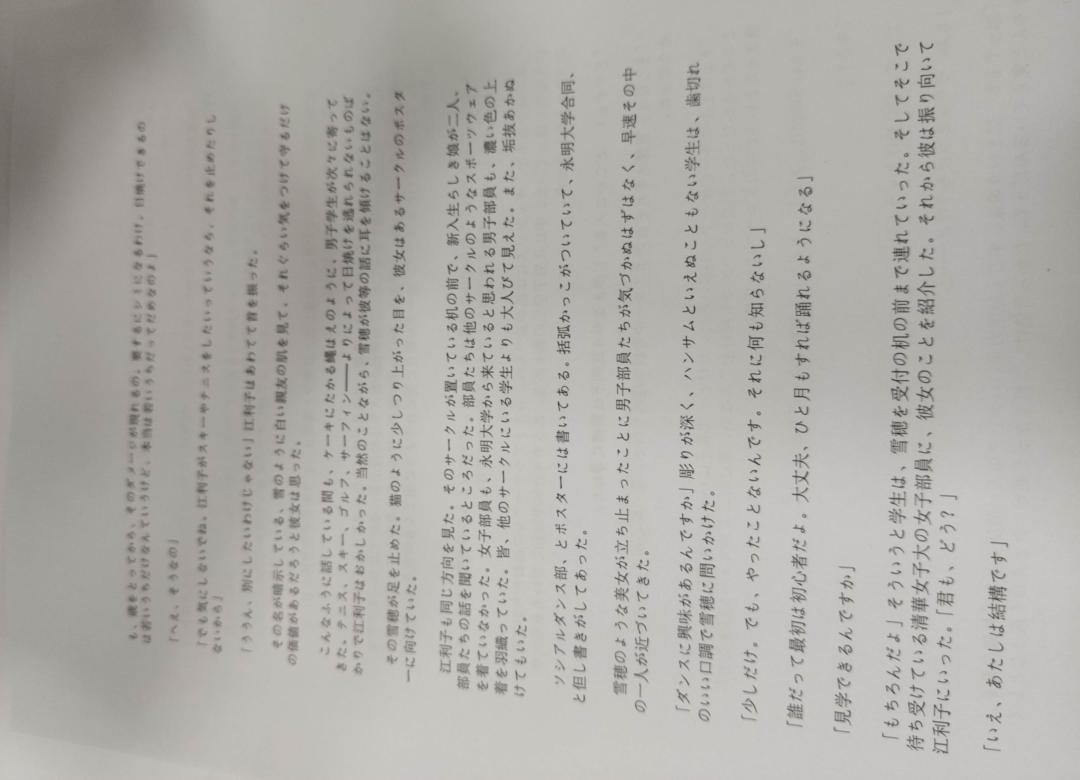 も、歳をとってから、そのダメージが現れるの。要するにシミになるわけ。日焼けできるの
は若いうちだけなんていうけど、本当は若いうちだってだめなのよ」
「へえ、そうなの」
「でも気にしないでね。江利子がスキーやテニスをしたいっていうなら、それを止めたりし
ないから」
「ううん、別にしたいわけじゃない」江利子はあわてて首を振った。
その名が暗示している、雪のように白い親友の肌を見て、それぐらい気をつけて守るだけ
の価値があるだろうと彼女は思った。
こんなふうに話している間も、ケーキにたかる蠅はえのように、男子学生が次々に寄って
きた。テニス、スキー、ゴルフ、サーフィン――よりによって日焼けを逃れられないものば
かりで江利子はおかしかった。当然のことながら、雪穂が彼等の話に耳を傾けることはない。
その雪穂が足を止めた。猫のように少しつり上がった目を、彼女はあるサークルのポスタ
ーに向けていた。
江利子も同じ方向を見た。そのサークルが置いている机の前で、新入生らしき娘が二人、
部員たちの話を聞いているところだった。部員たちは他のサークルのようなスポーツウェア
を着ていなかった。女子部員も、永明大学から来ていると思われる男子部員も、濃い色の上
着を羽織っていた。皆、他のサークルにいる学生よりも大人びて見えた。また、垢抜あかぬ
けてもいた。
ソシアルダンス部、とポスターには書いてある。括弧かっこがついていて、永明大学合同、
と但し書きがしてあった。
雪穂のような美女が立ち止まったことに男子部員たちが気づかぬはずはなく、早速その中
の一人が近づいてきた。
「ダンスに興味があるんですか」彫りが深く、ハンサムといえぬこともない学生は、歯切れ
のいい口調で雪穂に問いかけた。
「少しだけ。でも、やったことないんです。それに何も知らないし」
「誰だって最初は初心者だよ。大丈夫、ひと月もすれば踊れるようになる」
「見学できるんですか」
「もちろんだよ」そういうと学生は、雪穂を受付の机の前まで連れていった。そしてそこで
待ち受けている清華女子大の女子部員に、彼女のことを紹介した。それから彼は振り向いて
江利子にいった。「君も、どう？」
「いえ、あたしは結構です」